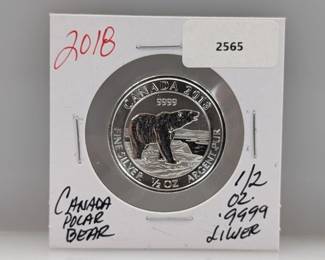 2018
2565
CANADA 2018
9999
FINE SILVER ½ OZ ARGENT PUR
CANADA
POLAR
BEAR
1/2
OZ.
.9999
SILVER